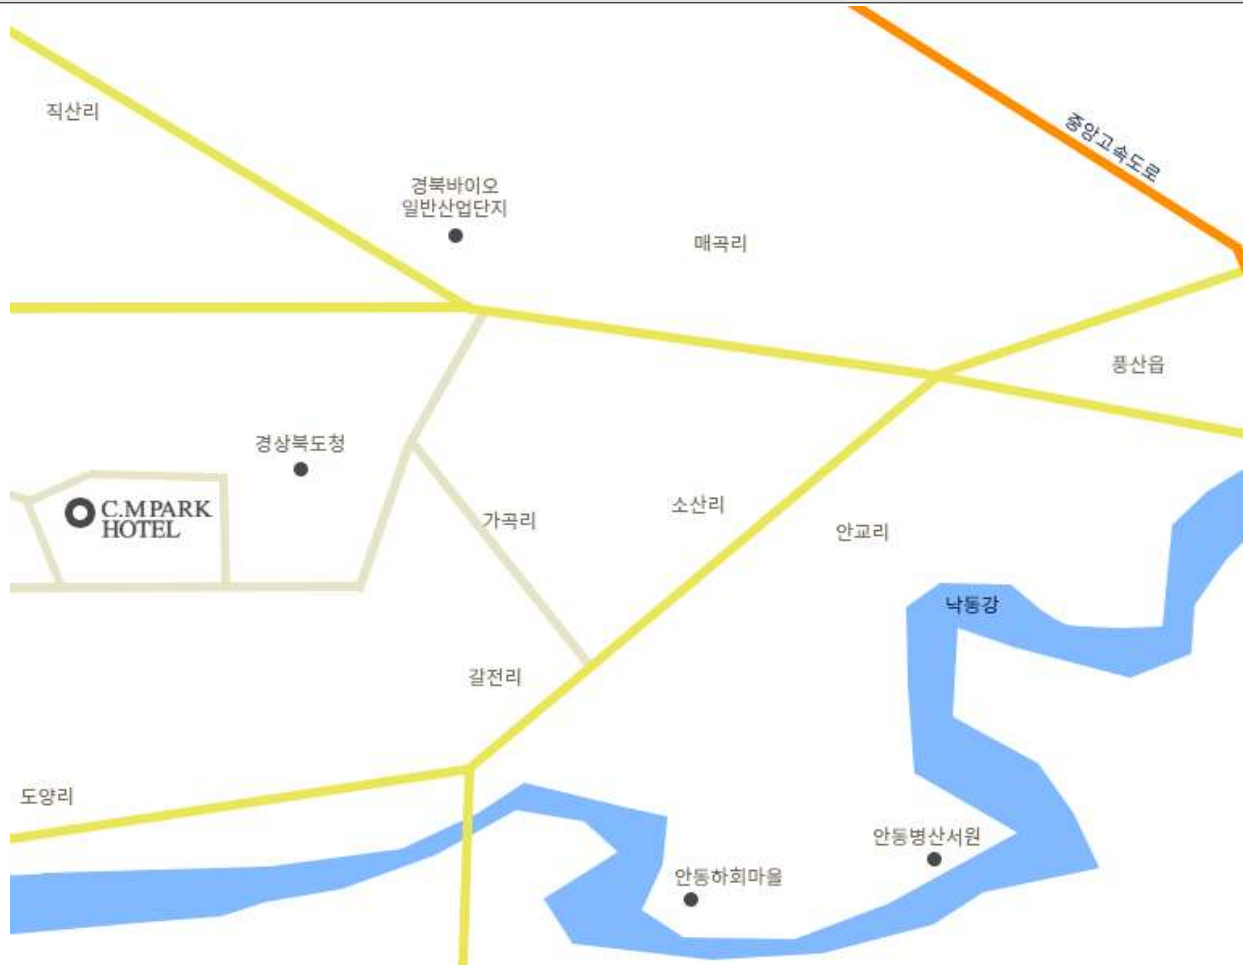 직산리
중앙고속도로
경북바이오
일반산업단지
매곡리
풍산읍
경상북도청
C.M PARK
HOTEL
가곡리
소산리
안교리
낙동강
갈전리
도양리
안동병산서원
안동하회마을